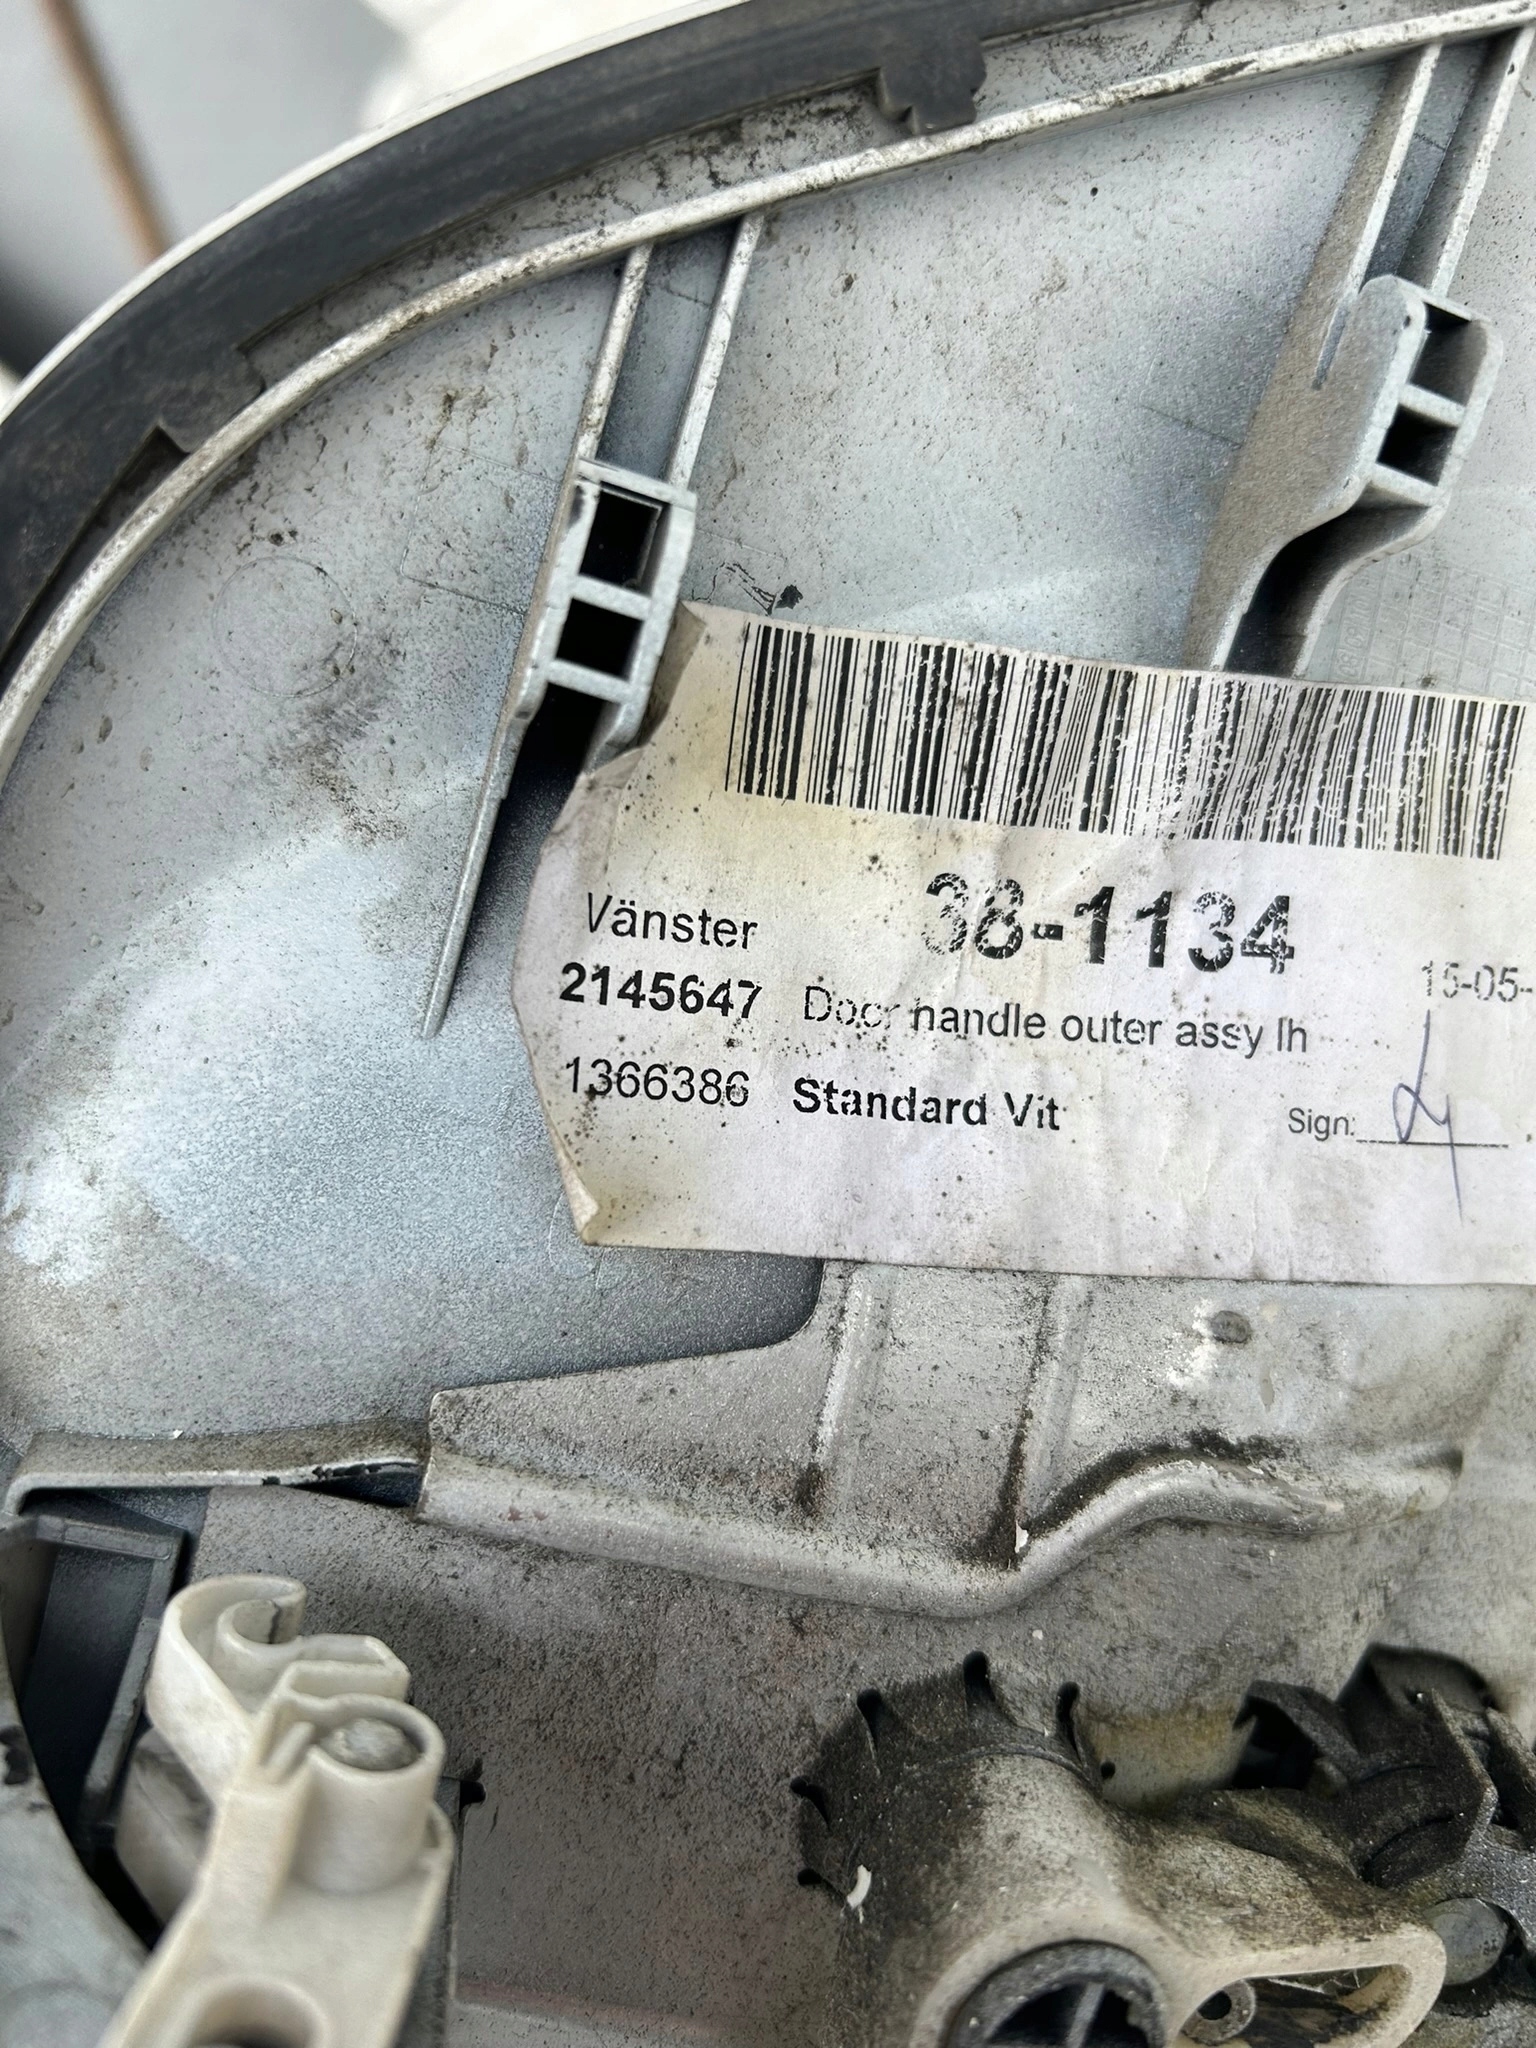 Vänster 38-1134
15-05-
2145647 Door handle outer assy lh
1366386 Standard Vit
Sign: